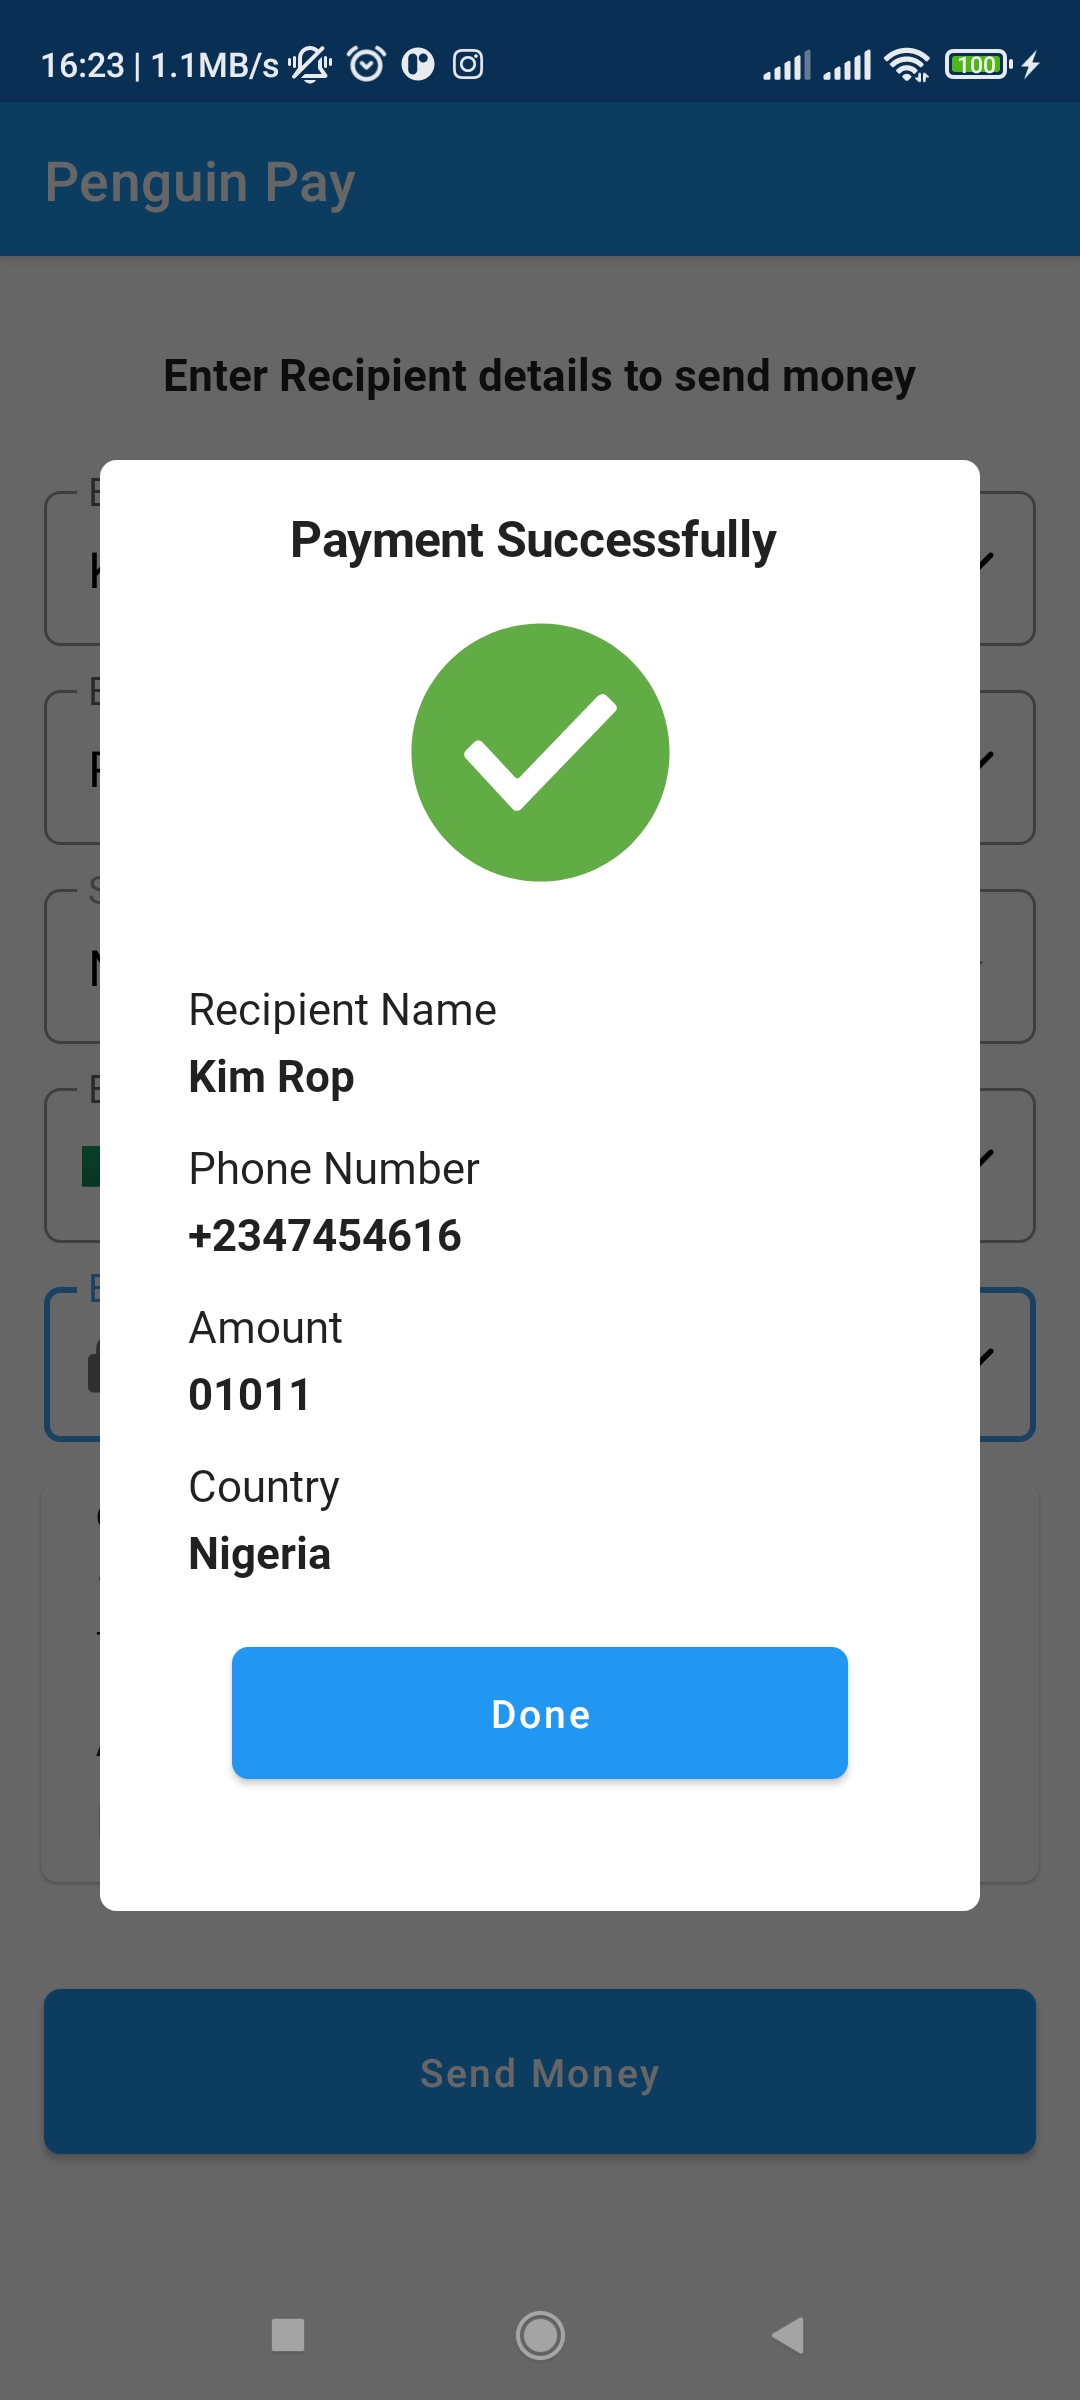 16:23 | 1.1MB/s
100
Penguin Pay
Enter Recipient details to send money
Payment Successfully
Recipient Name
Kim Rop
Phone Number
+2347454616
Amount
01011
Country
Nigeria
Done
Send Money